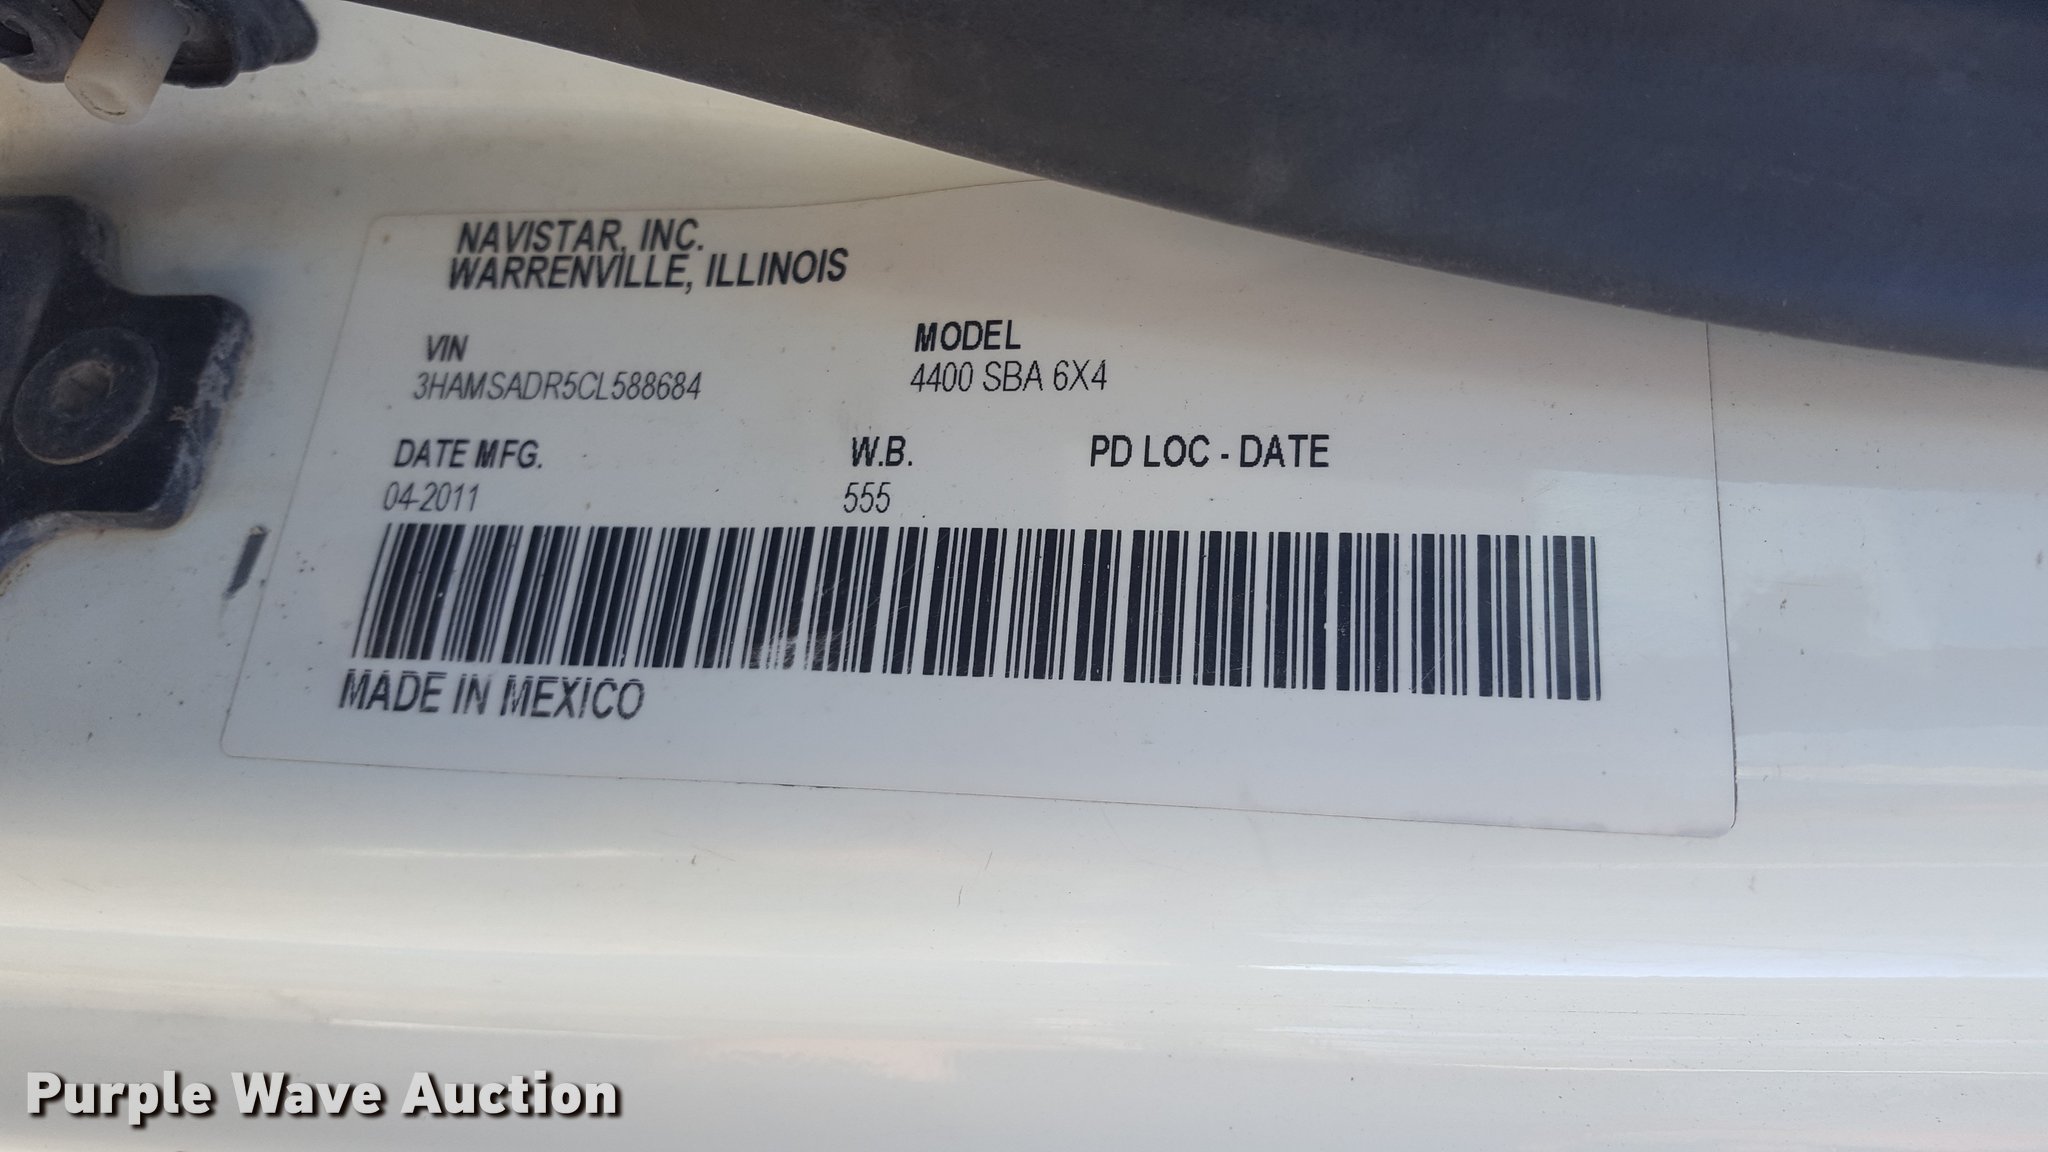 NAVISTAR, INC.
WARRENVILLE, ILLINOIS
VIN
MODEL
3HAMSADR5CL588684
4400 SBA 6X4
DATE MFG.
W.B.
PD LOC - DATE
04-2011
555
MADE IN MEXICO
Purple Wave Auction